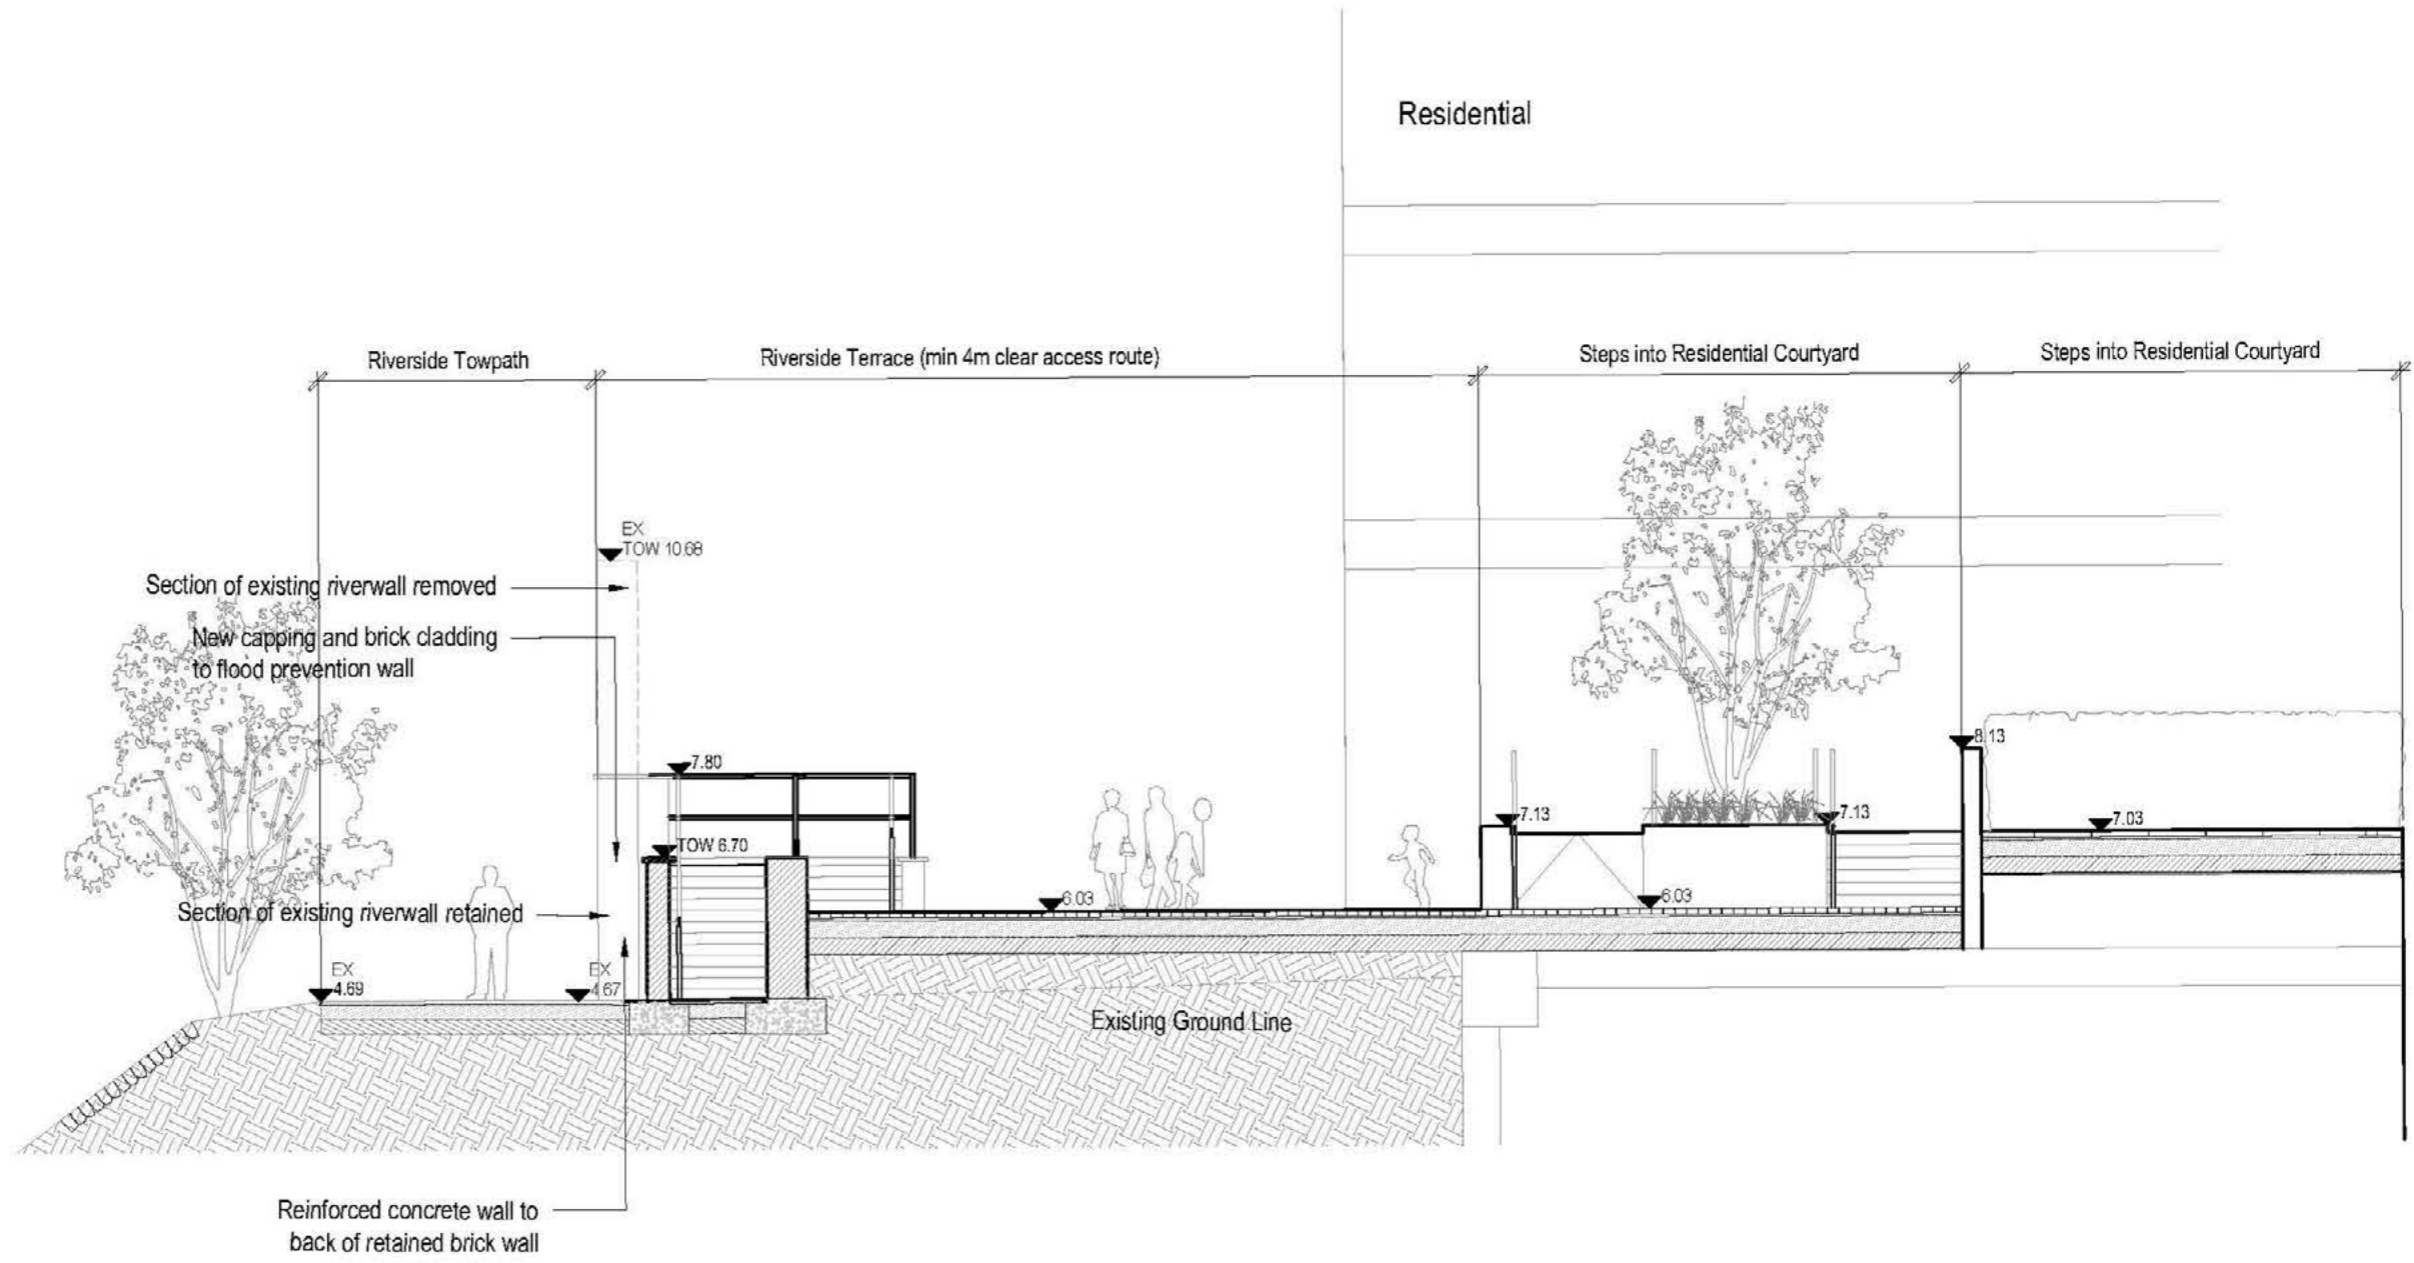 Residential
Riverside Towpath
Riverside Terrace (min 4m clear access route)
Steps into Residential Courtyard
Steps into Residential Courtyard
EX
TOW 10.68
Section of existing riverwall removed
New capping and brick cladding
to flood prevention wall
8.13
7.80
7.13
7.13
7.03
TOW 6.70
6.03
6.03
Section of existing riverwall retained
EX
4.69
EX
4.67
Existing Ground Line
Reinforced concrete wall to
back of retained brick wall